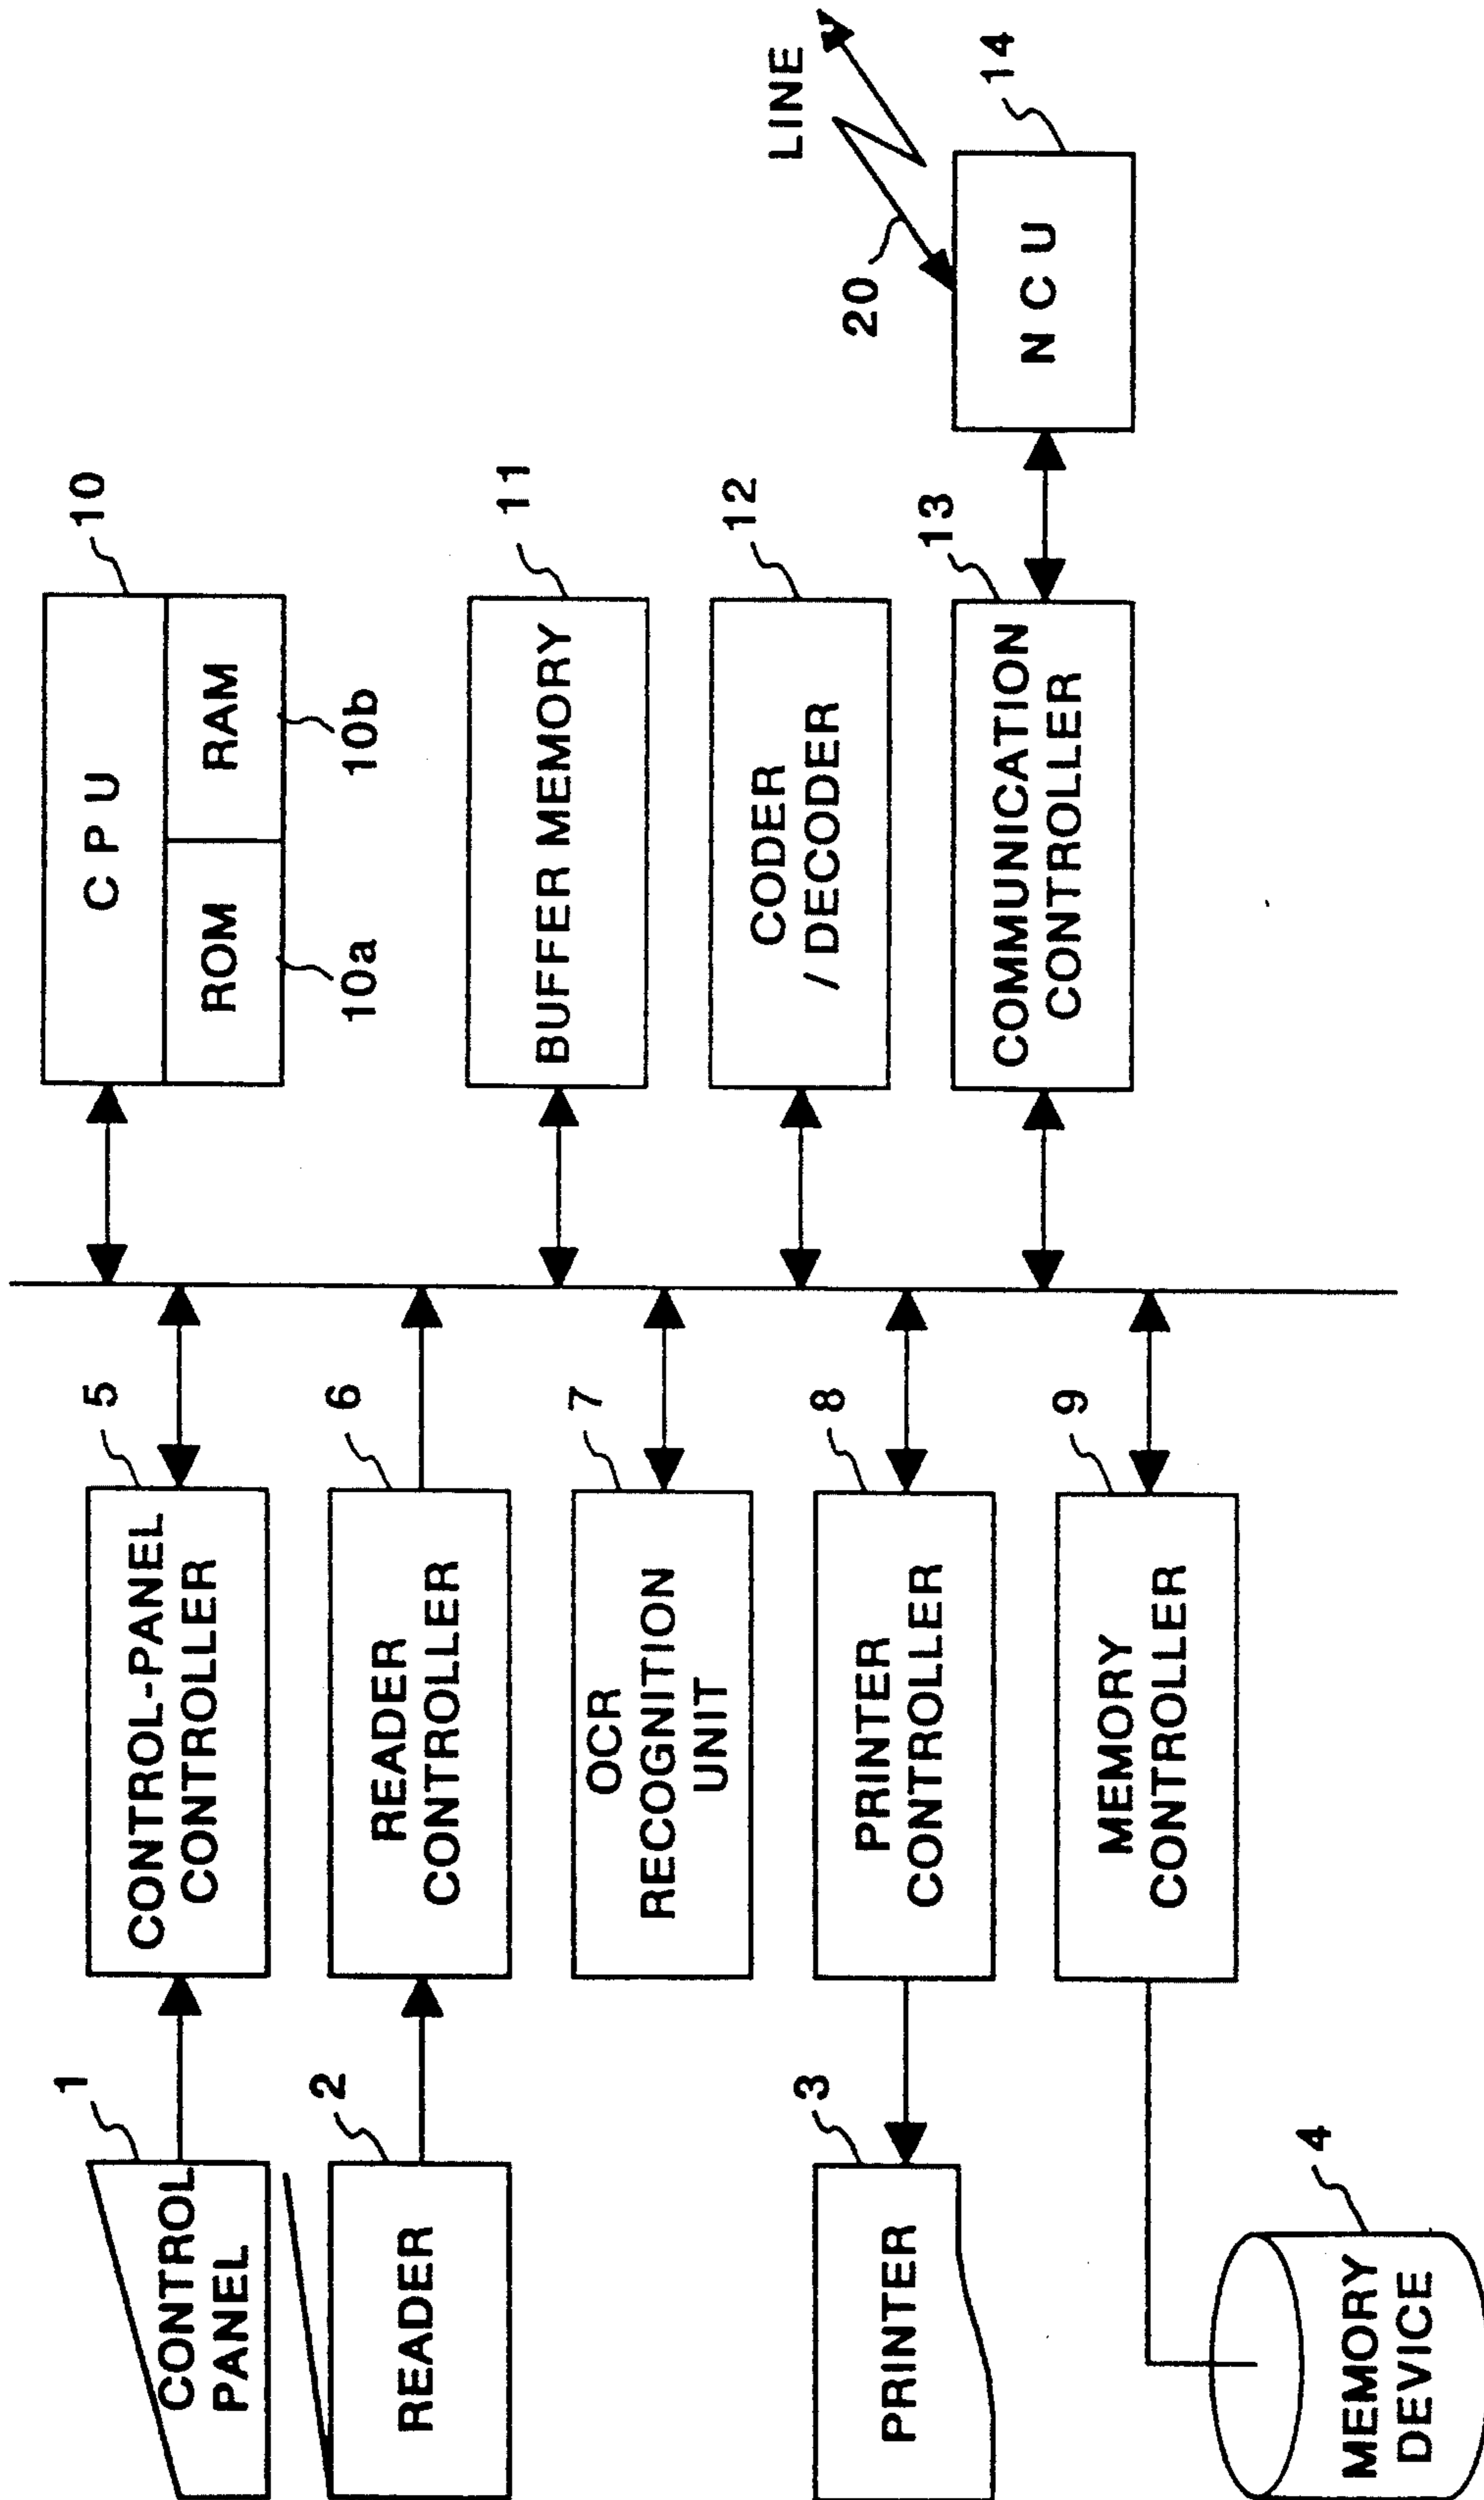 1
CONTROL
PANEL
5
CONTROL-PANEL
CONTROLLER
10
C P U
ROM
RAM
10a
10b
2
READER
6
READER
CONTROLLER
7
OCR
RECOGNITION
UNIT
11
BUFFER MEMORY
3
PRINTER
8
PRINTER
CONTROLLER
12
CODER
/ DECODER
4
MEMORY
DEVICE
9
MEMORY
CONTROLLER
13
COMMUNICATION
CONTROLLER
14
N C U
20
LINE